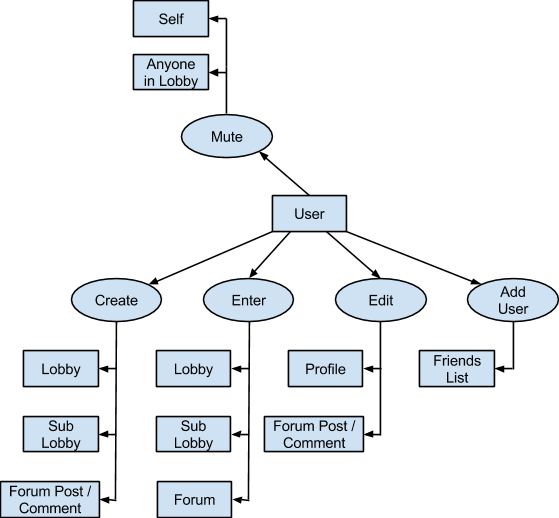 Self
Anyone
in Lobby
Mute
User
Create
Enter
Edit
Add
User
Lobby
Lobby
Profile
Friends
List
Sub
Lobby
Sub
Lobby
Forum Post /
Comment
Forum Post /
Comment
Forum